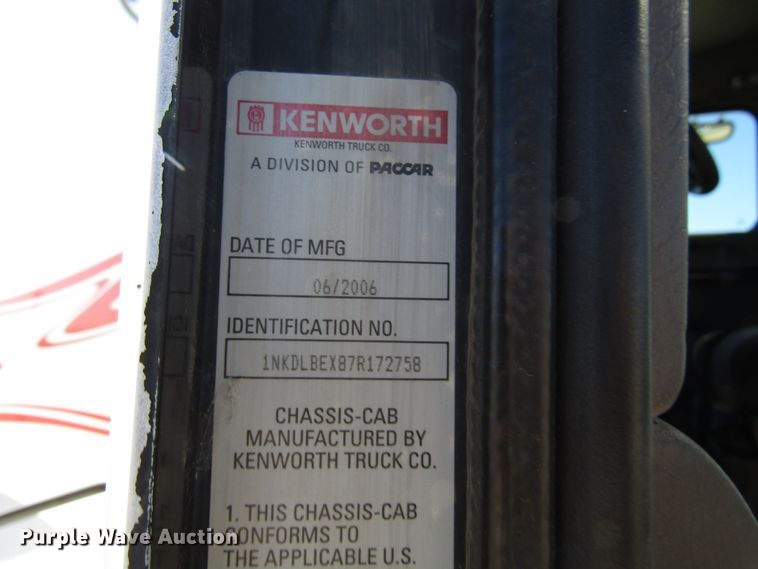 KENWORTH
KENWORTH TRUCK CO.
A DIVISION OF PACCAR
DATE OF MFG
06/2006
IDENTIFICATION NO.
1NKDLBEX87R172758
CHASSIS-CAB
MANUFACTURED BY
KENWORTH TRUCK CO.
1. THIS CHASSIS-CAB
CONFORMS TO
THE APPLICABLE U.S.
Purple Wave Auction